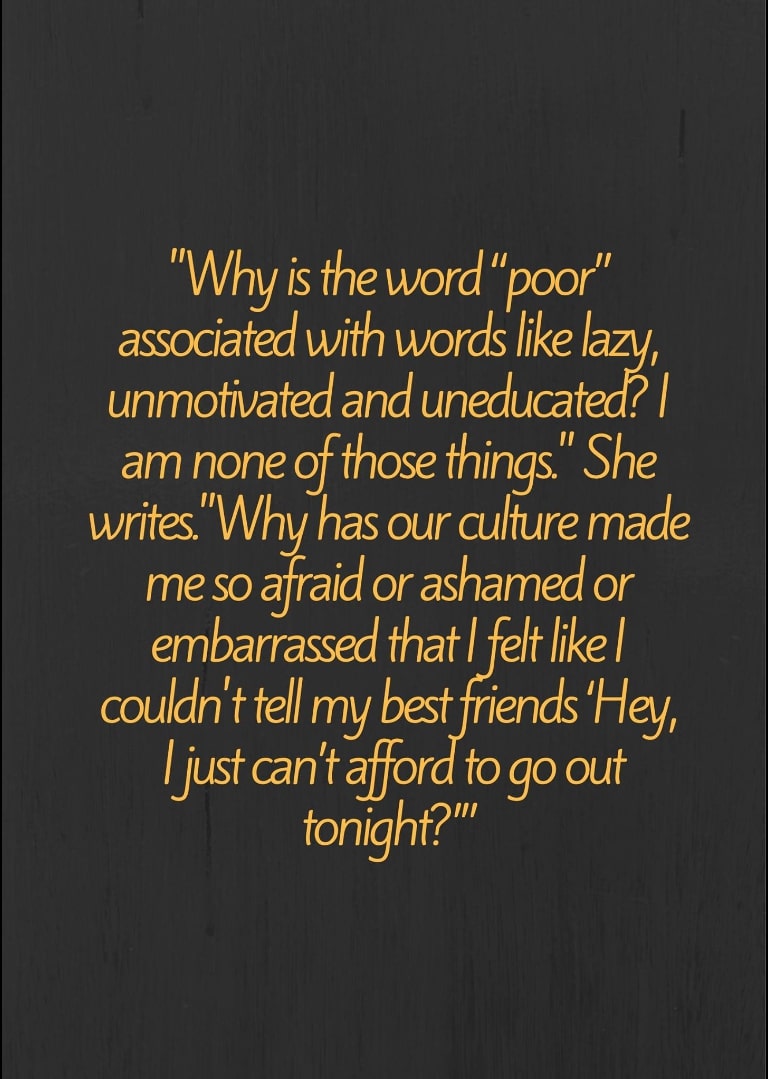 "Why is the word “poor”
associated with words like lazy,
unmotivated and uneducated? I
am none of those things." She
writes."Why has our culture made
me so afraid or ashamed or
embarrassed that I felt like I
couldn't tell my best friends ‘Hey,
I just can’t afford to go out
tonight?”’"